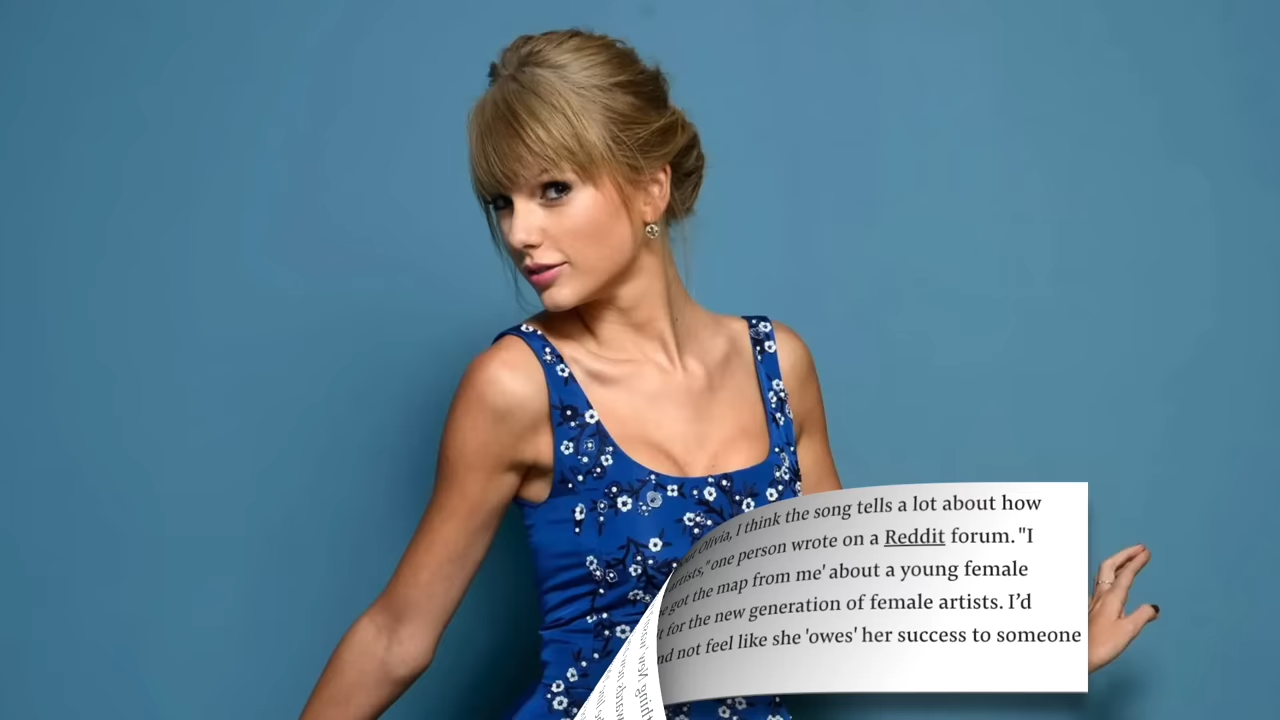 Olivia, I think the song tells a lot about how
artists," one person wrote on a Reddit forum. "I
got the map from me' about a young female
it for the new generation of female artists. I'd
nd not feel like she 'owes' her success to someone